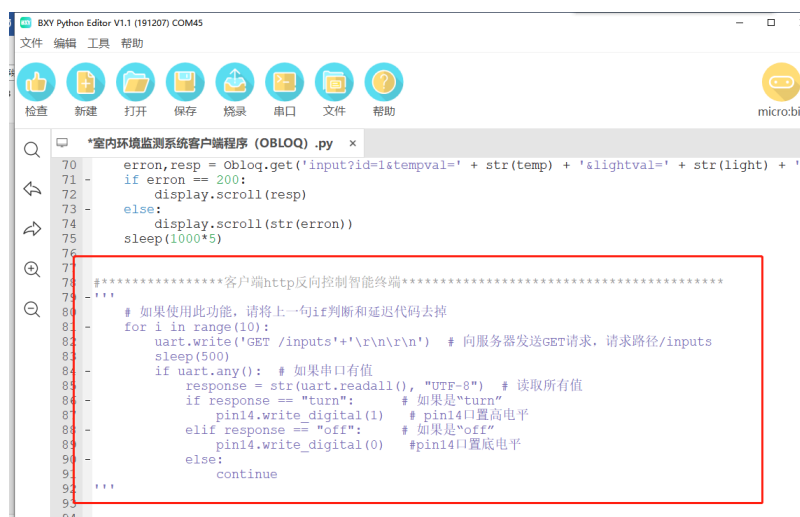 BXY Python Editor V1.1 (191207) COM45
文件 编辑 工具 帮助
检查 新建 打开 保存 烧录 串口 文件 帮助 micro:bi
*室内环境监测系统客户端程序（OBLOQ）.py ×
70 erron,resp = Obloq.get('input?id=1&tempval=' + str(temp) + '&lightval=' + str(light) + '
71 - if erron == 200:
72 display.scroll(resp)
73 - else:
74 display.scroll(str(erron))
75 sleep(1000*5)
76
77
78 #****************客户端http反向控制智能终端******************************************
79 - '''
80 # 如果使用此功能，请将上一句if判断和延迟代码去掉
81 - for i in range(10):
82 uart.write('GET /inputs'+'\r\n\r\n') # 向服务器发送GET请求，请求路径/inputs
83 sleep(500)
84 - if uart.any(): # 如果串口有值
85 response = str(uart.readall(), "UTF-8") # 读取所有值
86 - if response == "turn": # 如果是“turn”
87 pin14.write_digital(1) # pin14口置高电平
88 - elif response == "off": # 如果是“off”
89 pin14.write_digital(0) #pin14口置底电平
90 - else:
91 continue
92 '''
93